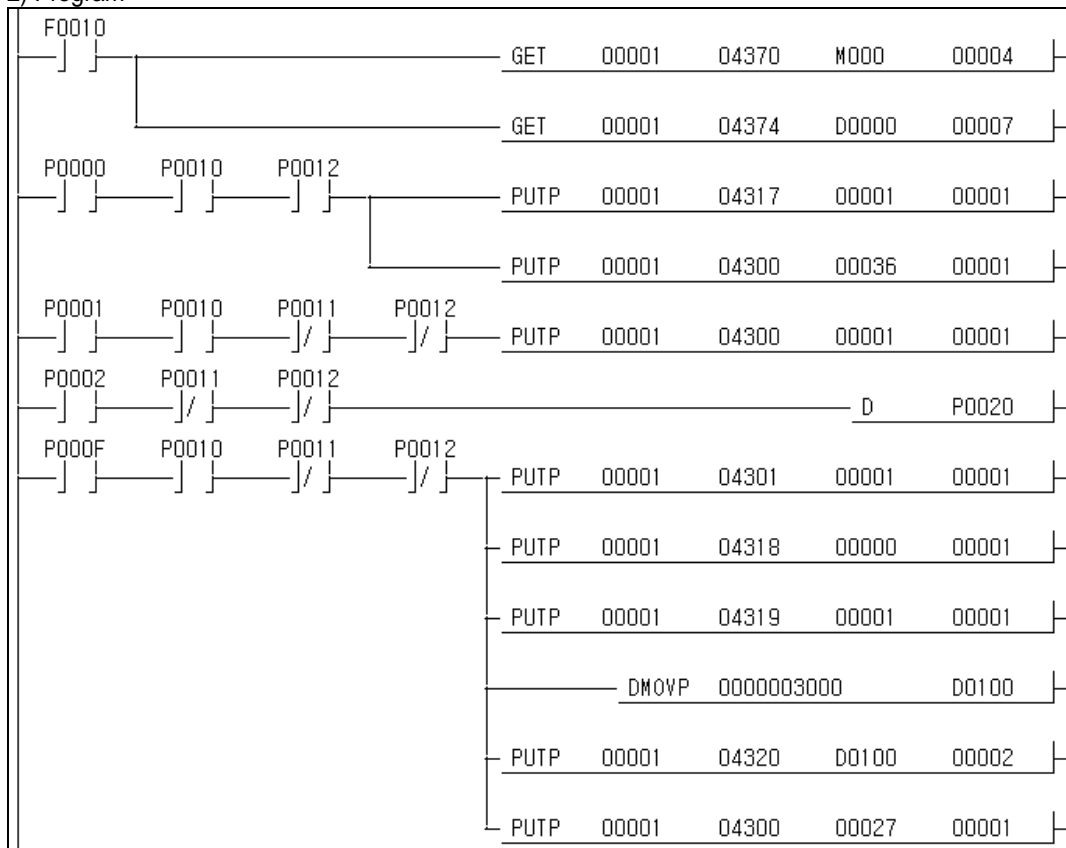 2) Program
F0010
GET 00001 04370 M000 00004
GET 00001 04374 D0000 00007
P0000 P0010 P0012
PUTP 00001 04317 00001 00001
PUTP 00001 04300 00036 00001
P0001 P0010 P0011 P0012
PUTP 00001 04300 00001 00001
P0002 P0011 P0012
D P0020
P000F P0010 P0011 P0012
PUTP 00001 04301 00001 00001
PUTP 00001 04318 00000 00001
PUTP 00001 04319 00001 00001
DMOVP 0000003000 D0100
PUTP 00001 04320 D0100 00002
PUTP 00001 04300 00027 00001